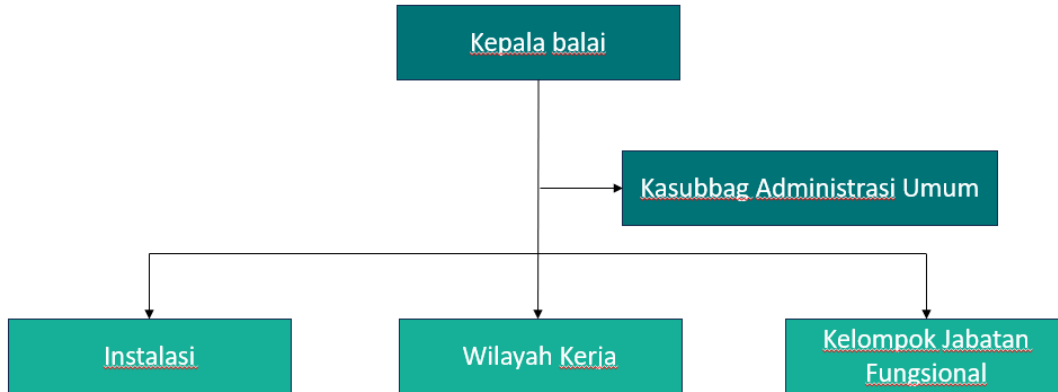 Kepala balai
Kasubbag Administrasi Umum
Instalasi
Wilayah Kerja
Kelompok Jabatan
Fungsional